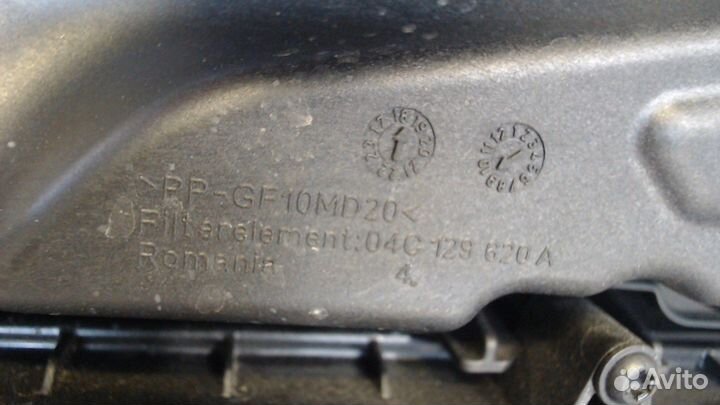 >PP-GF10MD20<
Filterelement:04C 129 620 A
Romania 4.
Avito